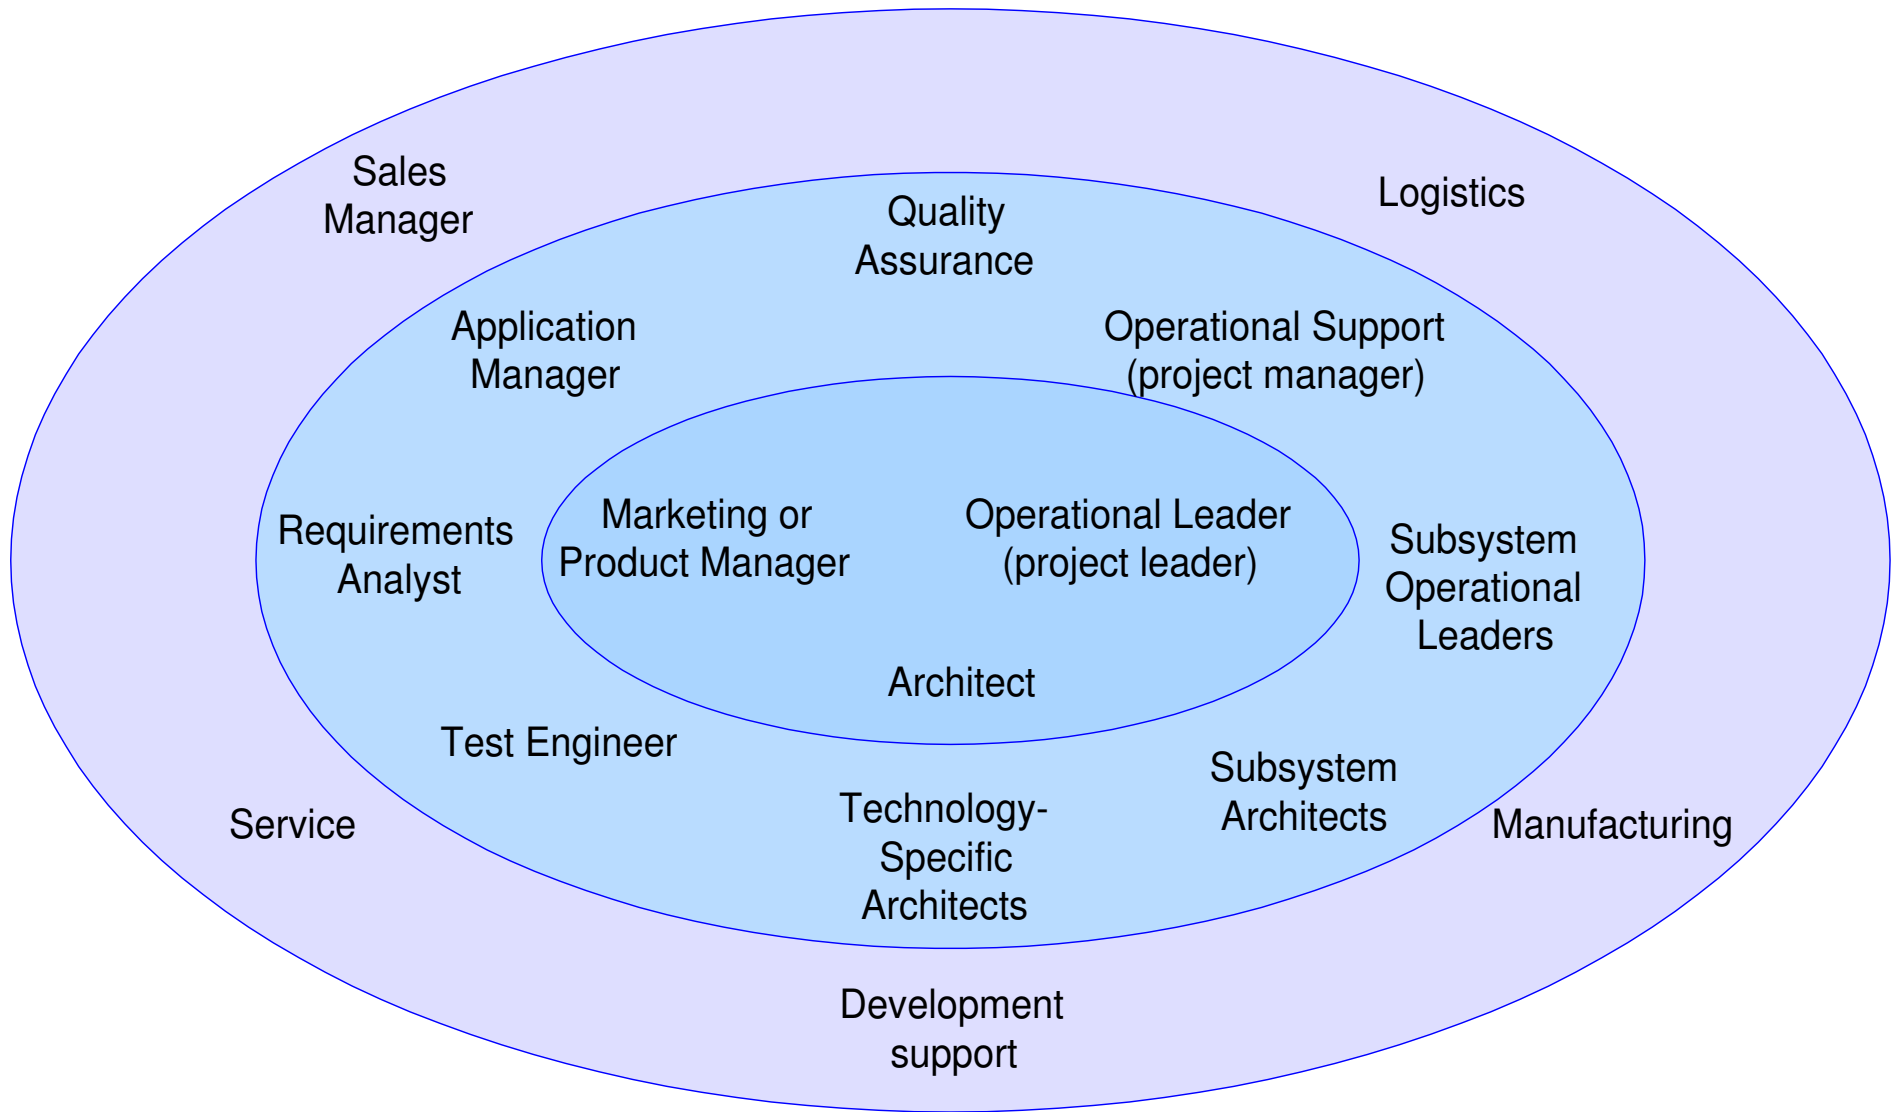 Sales
Manager
Logistics
Quality
Assurance
Application
Manager
Operational Support
(project manager)
Requirements
Analyst
Marketing or
Product Manager
Operational Leader
(project leader)
Subsystem
Operational
Leaders
Architect
Test Engineer
Subsystem
Architects
Technology-
Specific
Architects
Service
Manufacturing
Development
support